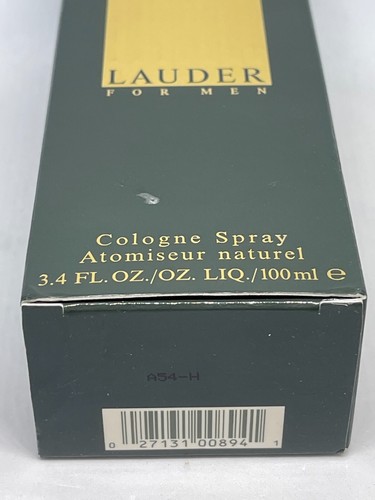 LAUDER
FOR MEN
Cologne Spray
Atomiseur naturel
3.4 FL. OZ./OZ. LIQ./100 ml ℮
A54-H
0 27131 00894 1